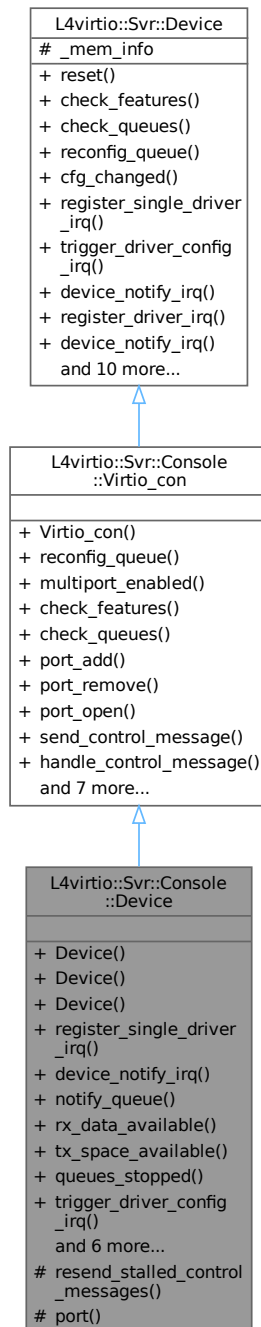 L4virtio::Svr::Device
# _mem_info
+ reset()
+ check_features()
+ check_queues()
+ reconfig_queue()
+ cfg_changed()
+ register_single_driver
_irq()
+ trigger_driver_config
_irq()
+ device_notify_irq()
+ register_driver_irq()
+ device_notify_irq()
and 10 more...
L4virtio::Svr::Console
::Virtio_con
+ Virtio_con()
+ reconfig_queue()
+ multiport_enabled()
+ check_features()
+ check_queues()
+ port_add()
+ port_remove()
+ port_open()
+ send_control_message()
+ handle_control_message()
and 7 more...
L4virtio::Svr::Console
::Device
+ Device()
+ Device()
+ Device()
+ register_single_driver
_irq()
+ device_notify_irq()
+ notify_queue()
+ rx_data_available()
+ tx_space_available()
+ queues_stopped()
+ trigger_driver_config
_irq()
and 6 more...
# resend_stalled_control
_messages()
# port()